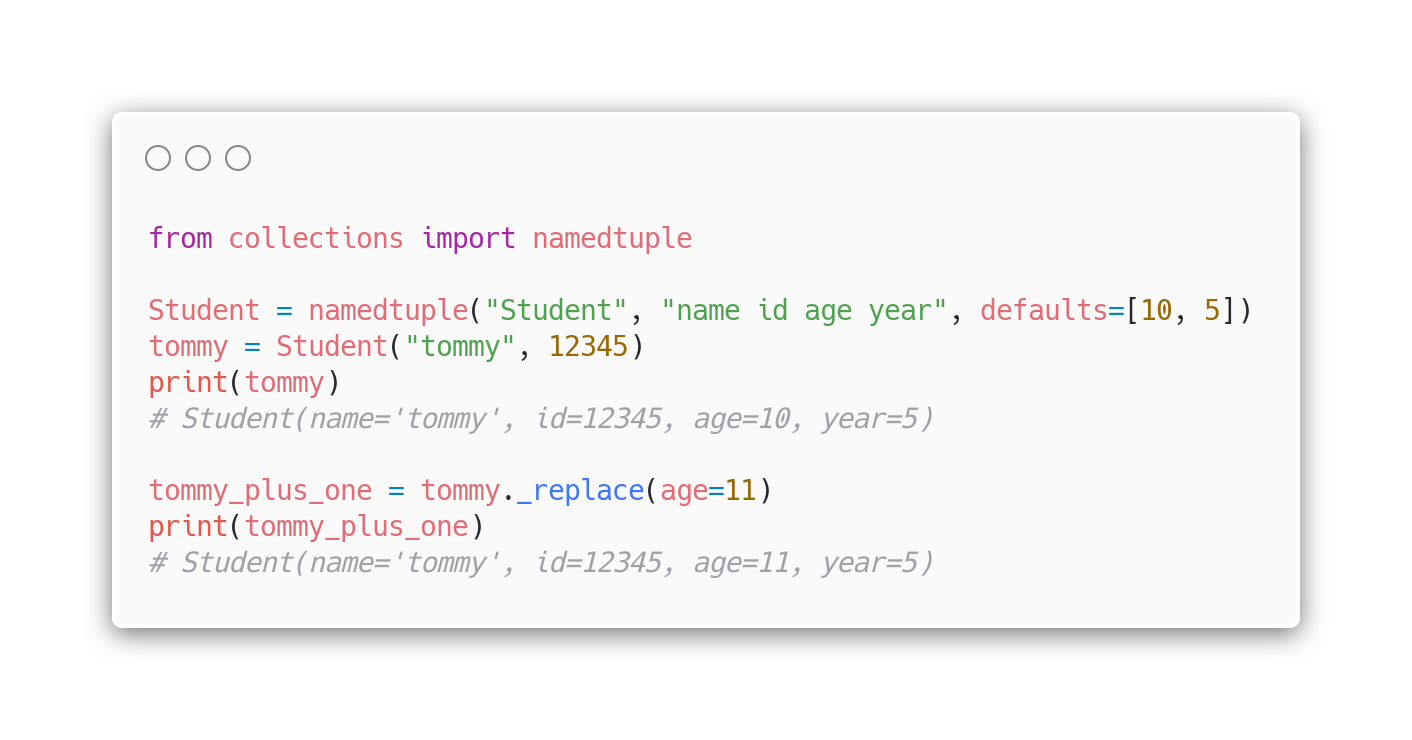 from collections import namedtuple
Student = namedtuple("Student", "name id age year", defaults=[10, 5])
tommy = Student("tommy", 12345)
print(tommy)
# Student(name='tommy', id=12345, age=10, year=5)
tommy_plus_one = tommy._replace(age=11)
print(tommy_plus_one)
# Student(name='tommy', id=12345, age=11, year=5)